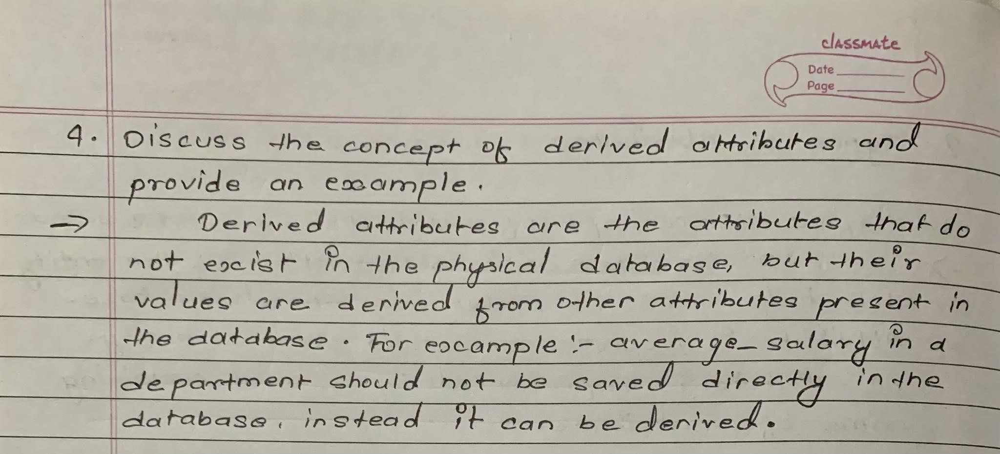 classmate
Date
Page
4. Discuss the concept of derived attributes and
provide an example.
→ Derived attributes are the attributes that do
not exist in the physical database, but their
values are derived from other attributes present in
the database. For example :- average_salary in a
department should not be saved directly in the
database, instead it can be derived.